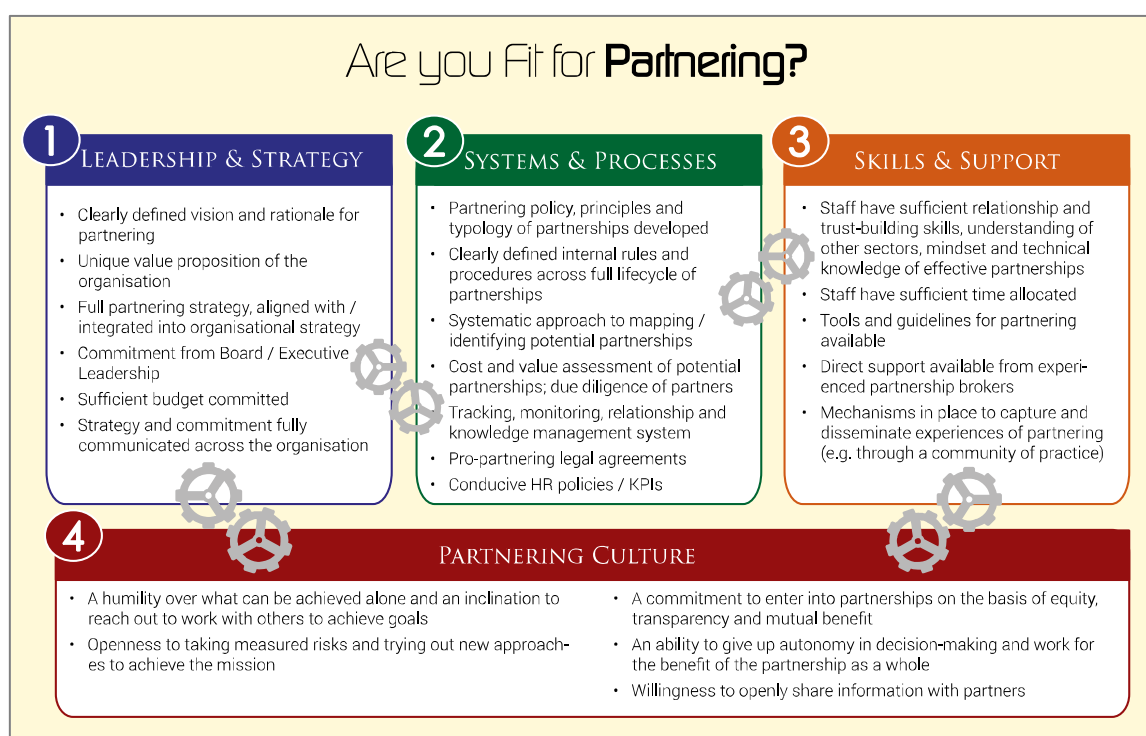 Are you Fit for Partnering?
1
LEADERSHIP & STRATEGY
• Clearly defined vision and rationale for
partnering
• Unique value proposition of the
organisation
• Full partnering strategy, aligned with /
integrated into organisational strategy
• Commitment from Board / Executive
Leadership
• Sufficient budget committed
• Strategy and commitment fully
communicated across the organisation
2
SYSTEMS & PROCESSES
• Partnering policy, principles and
typology of partnerships developed
• Clearly defined internal rules and
procedures across full lifecycle of
partnerships
• Systematic approach to mapping /
identifying potential partnerships
• Cost and value assessment of potential
partnerships; due diligence of partners
• Tracking, monitoring, relationship and
knowledge management system
• Pro-partnering legal agreements
• Conducive HR policies / KPIs
3
SKILLS & SUPPORT
• Staff have sufficient relationship and
trust-building skills, understanding of
other sectors, mindset and technical
knowledge of effective partnerships
• Staff have sufficient time allocated
• Tools and guidelines for partnering
available
• Direct support available from experi-
enced partnership brokers
• Mechanisms in place to capture and
disseminate experiences of partnering
(e.g. through a community of practice)
4
PARTNERING CULTURE
• A humility over what can be achieved alone and an inclination to
reach out to work with others to achieve goals
• Openness to taking measured risks and trying out new approach-
es to achieve the mission
• A commitment to enter into partnerships on the basis of equity,
transparency and mutual benefit
• An ability to give up autonomy in decision-making and work for
the benefit of the partnership as a whole
• Willingness to openly share information with partners